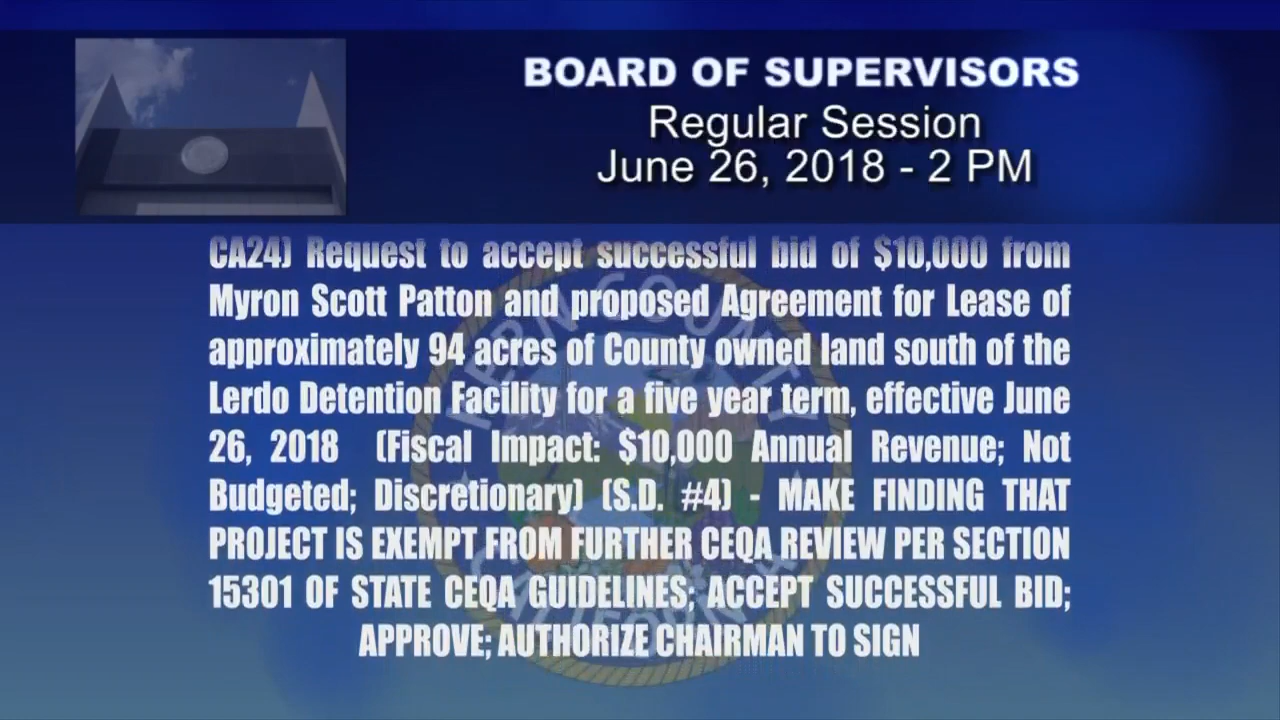 BOARD OF SUPERVISORS
Regular Session
June 26, 2018 - 2 PM
CA24) Request to accept successful bid of $10,000 from
Myron Scott Patton and proposed Agreement for Lease of
approximately 94 acres of County owned land south of the
Lerdo Detention Facility for a five year term, effective June
26, 2018 (Fiscal Impact: $10,000 Annual Revenue; Not
Budgeted; Discretionary) (S.D. #4) - MAKE FINDING THAT
PROJECT IS EXEMPT FROM FURTHER CEQA REVIEW PER SECTION
15301 OF STATE CEQA GUIDELINES; ACCEPT SUCCESSFUL BID;
APPROVE; AUTHORIZE CHAIRMAN TO SIGN
KERN COUNTY
CALIFORNIA